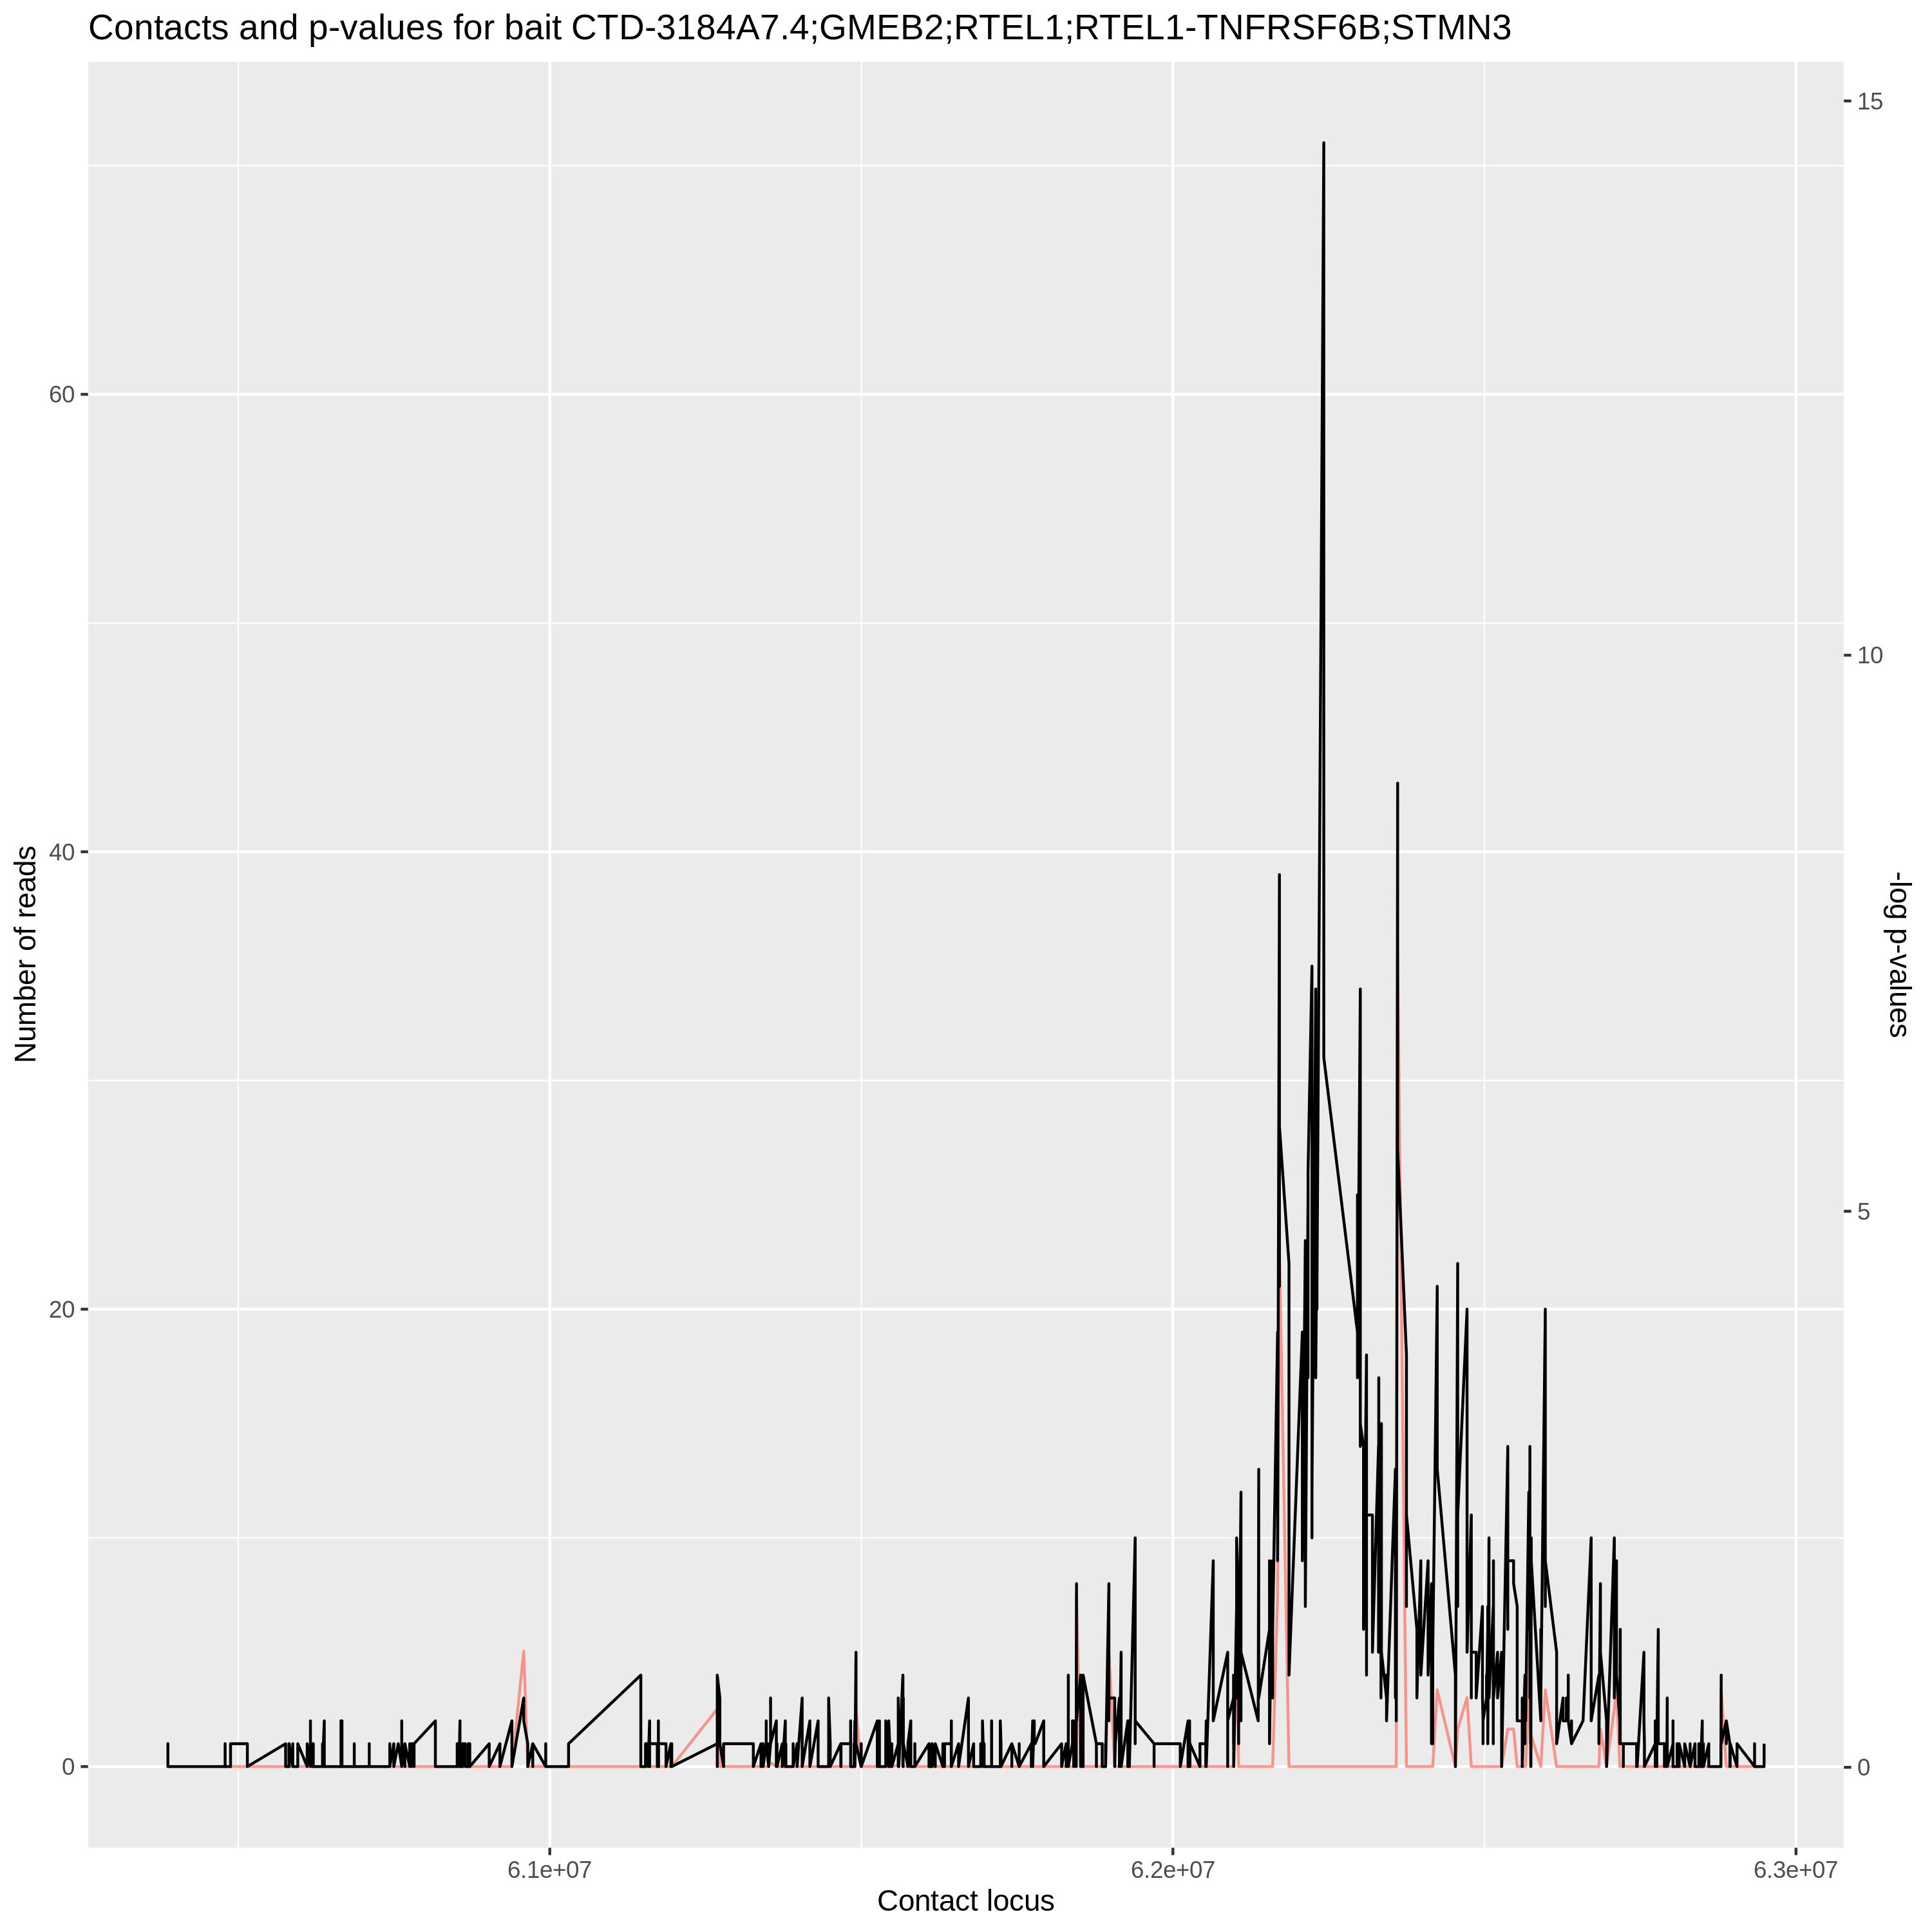 Contacts and p-values for bait CTD-3184A7.4;GMEB2;RTEL1;RTEL1-TNFRSF6B;STMN3
15
60
10
40
Number of reads
-log p-values
5
20
0
0
6.1e+07
6.2e+07
6.3e+07
Contact locus